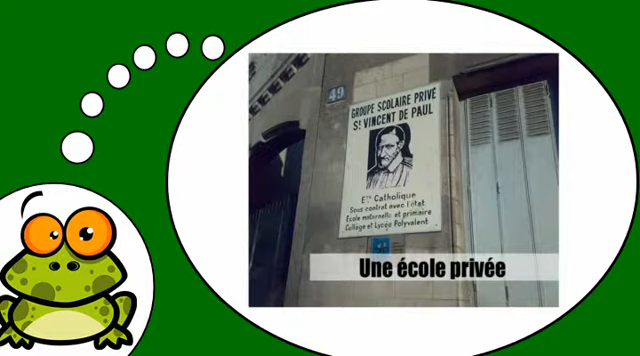 49
GROUPE SCOLAIRE PRIVÉ
St VINCENT DE PAUL
Ets Catholique
Sous contrat avec l'état
Ecole maternelle et primaire
Collège et Lycée Polyvalent
Une école privée